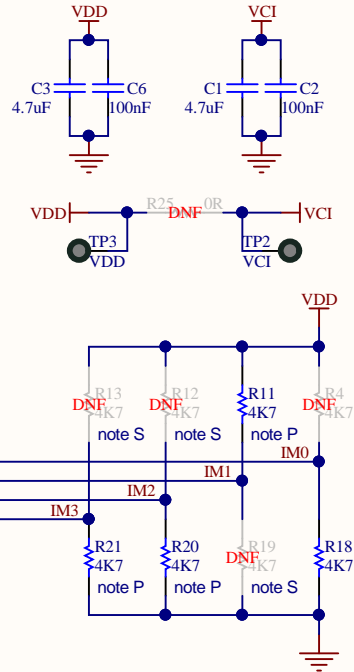 VDD
VCI
C3
4.7uF
C6
100nF
C1
4.7uF
C2
100nF
R25 DNF 0R
VDD
VCI
TP3
VDD
TP2
VCI
VDD
R13
DNF 4K7
note S
R12
DNF 4K7
note S
R11
4K7
note P
R4
DNF 4K7
IM0
IM1
IM2
IM3
R21
4K7
note P
R20
4K7
note P
R19
DNF 4K7
note S
R18
4K7